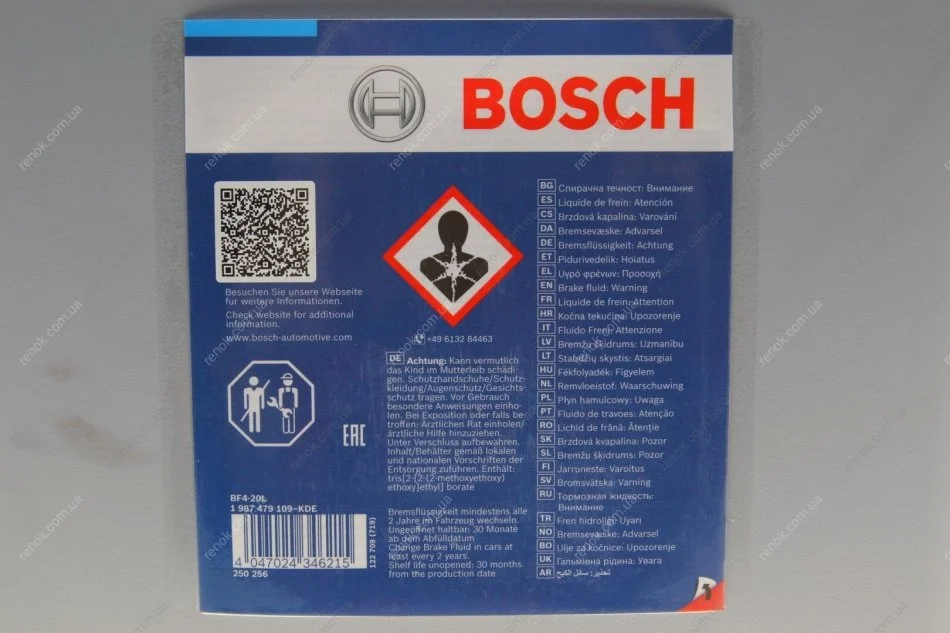 BOSCH
Besuchen Sie unsere Webseite
für weitere Informationen.
Check website for additional
information.
www.bosch-automotive.com
EAC
BF4-20L
1 987 479 109-KDE
4 047024 346215
250 256
122 709 (719)
+49 6132 84463
DE Achtung: Kann vermutlich
das Kind im Mutterleib schädi-
gen. Schutzhandschuhe/Schutz-
kleidung/Augenschutz/Gesichts-
schutz tragen. Vor Gebrauch
besondere Anweisungen einho-
len. Bei Exposition oder falls be-
troffen: Ärztlichen Rat einholen/
ärztliche Hilfe hinzuziehen.
Unter Verschluss aufbewahren.
Inhalt/Behälter gemäß lokalen
und nationalen Vorschriften der
Entsorgung zuführen. Enthält:
tris[2-[2-(2-methoxyethoxy)
ethoxy]ethyl] borate
Bremsflüssigkeit mindestens alle
2 Jahre im Fahrzeug wechseln.
Ungeöffnet haltbar: 30 Monate
ab dem Abfülldatum
Change Brake Fluid in cars at
least every 2 years.
Shelf life unopened: 30 months
from the production date
BG Спирачна течност: Внимание
ES Liquide de frein: Atención
CS Brzdová kapalina: Varování
DA Bremsevæske: Advarsel
DE Bremsflüssigkeit: Achtung
ET Pidurivedelik: Hoiatus
EL Υγρό φρένων: Προσοχή
EN Brake fluid: Warning
FR Liquide de frein: Attention
HR Kočna tekućina: Upozorenje
IT Fluido Freni: Attenzione
LV Bremžu šķidrums: Uzmanību
LT Stabdžių skystis: Atsargiai
HU Fékfolyadék: Figyelem
NL Remvloeistof: Waarschuwing
PL Płyn hamulcowy: Uwaga
PT Fluido de travoes: Atenção
RO Lichid de frână: Atenție
SK Brzdová kvapalina: Pozor
SL Bremžu šķidrums: Pozor
FI Jarruneste: Varoitus
SV Bromsvätska: Varning
RU Тормозная жидкость:
Внимание
TR Fren hidroliği: Uyarı
NO Bremsevæske: Advarsel
BO Ulje za kočnice: Upozorenje
UK Гальмівна рідина: Увага
AR تحذير: سائل الكبح
renok.com.ua